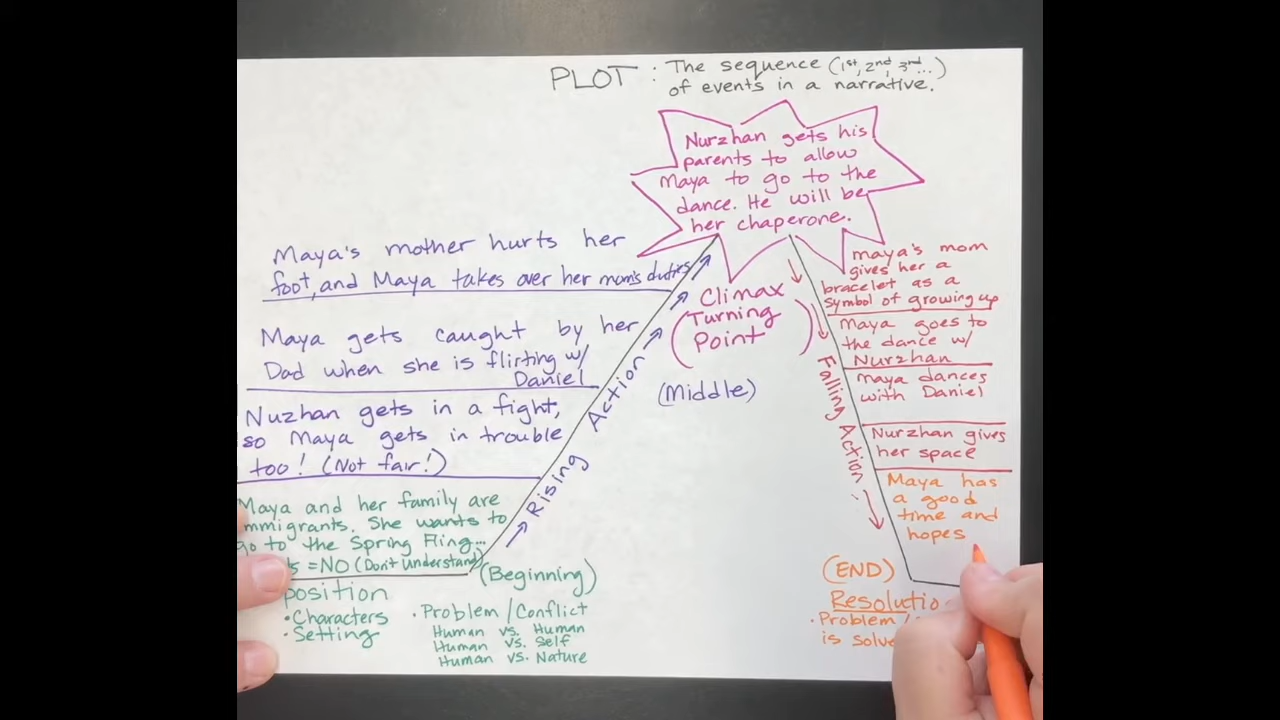 PLOT : The sequence (1st, 2nd, 3rd...)
of events in a narrative.
Nurzhan gets his
parents to allow
Maya to go to the
dance. He will be
her chaperone.
Climax
(Turning
Point)
(Middle)
Maya's mother hurts her
foot, and Maya takes over her mom's duties
Maya gets caught by her
Dad when she is flirting w/
Daniel
Nuzhan gets in a fight,
so Maya gets in trouble
too! (Not fair!)
Maya and her family are
mmigrants. She wants to
go to the Spring Fling...
=NO (Don't understand)
Rising Action
(Beginning)
position
• Characters
• Setting
• Problem/Conflict
Human vs. Human
Human vs. Self
Human vs. Nature
Falling Action
maya's mom
gives her a
bracelet as a
symbol of growing up
Maya goes to
the dance w/
Nurzhan
maya dances
with Daniel
Nurzhan gives
her space
Maya has
a good
time and
hopes
(END)
Resolutio
• Problem /
is solve